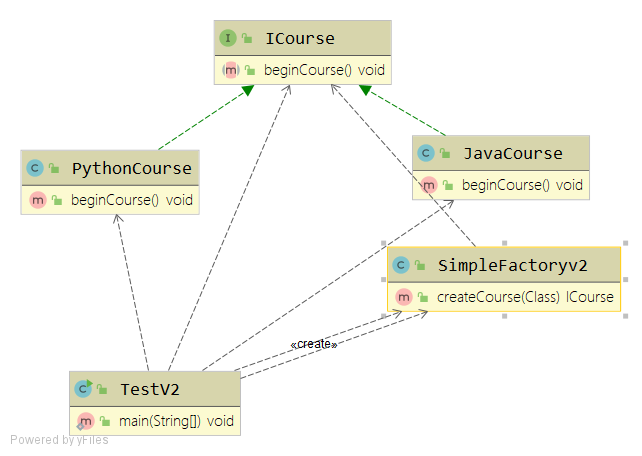 I ICourse
m beginCourse() void
C PythonCourse
m beginCourse() void
C JavaCourse
m beginCourse() void
C SimpleFactoryv2
m createCourse(Class) ICourse
«create»
C TestV2
m main(String[]) void
Powered by yFiles